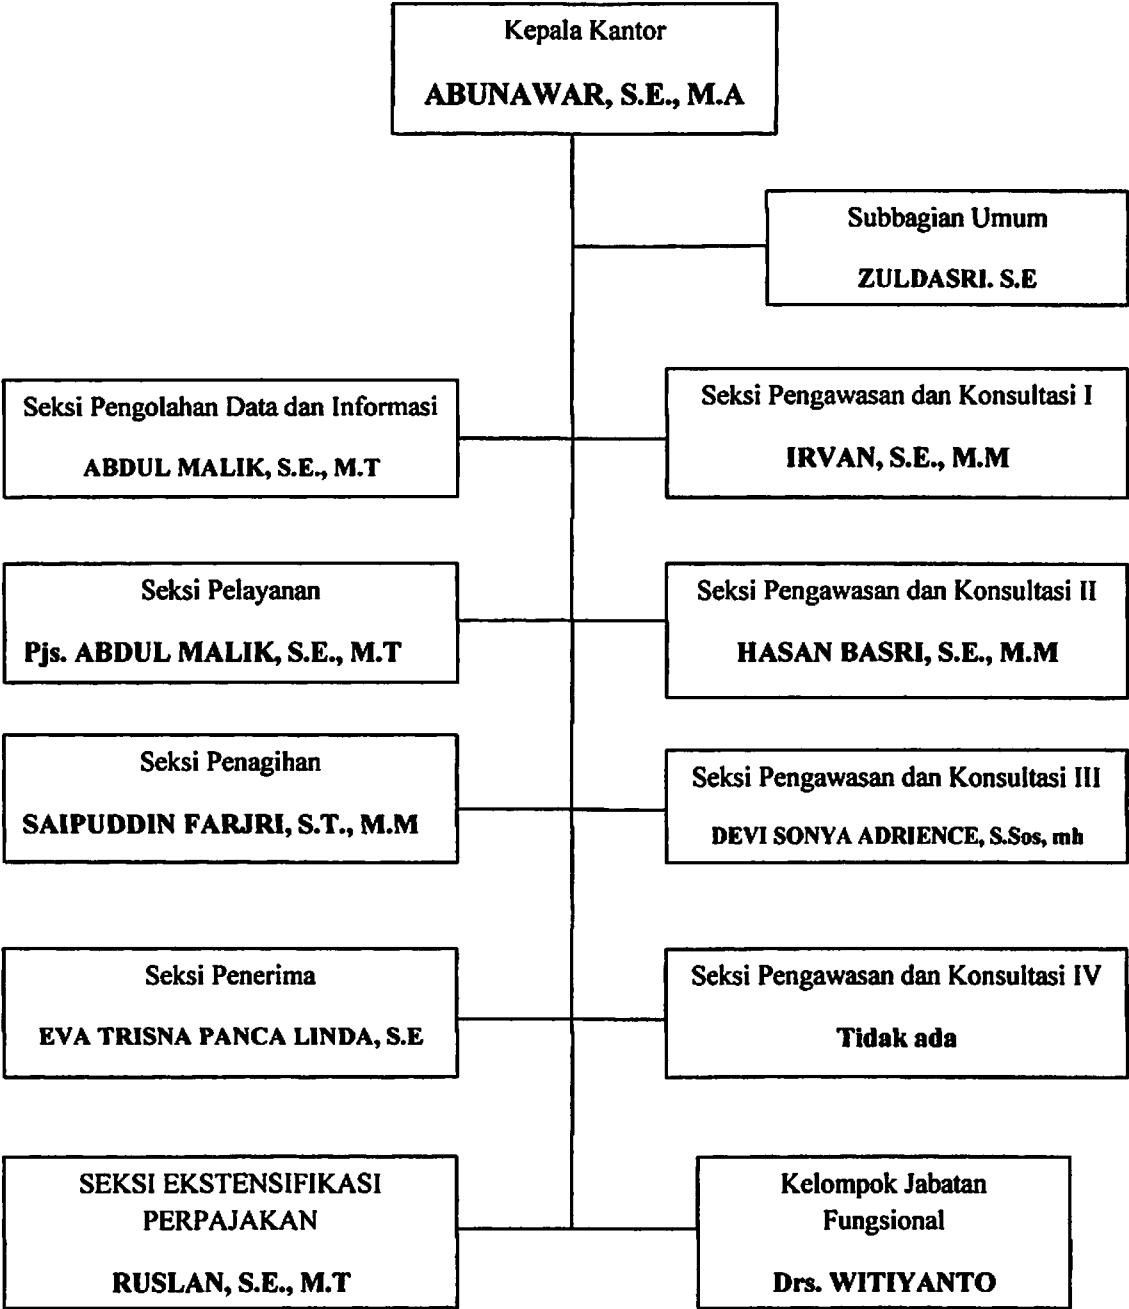 Kepala Kantor
ABUNAWAR, S.E., M.A
Subbagian Umum
ZULDASRI. S.E
Seksi Pengolahan Data dan Informasi
ABDUL MALIK, S.E., M.T
Seksi Pengawasan dan Konsultasi I
IRVAN, S.E., M.M
Seksi Pelayanan
Pjs. ABDUL MALIK, S.E., M.T
Seksi Pengawasan dan Konsultasi II
HASAN BASRI, S.E., M.M
Seksi Penagihan
SAIPUDDIN FARJRI, S.T., M.M
Seksi Pengawasan dan Konsultasi III
DEVI SONYA ADRIENCE, S.Sos, mh
Seksi Penerima
EVA TRISNA PANCA LINDA, S.E
Seksi Pengawasan dan Konsultasi IV
Tidak ada
SEKSI EKSTENSIFIKASI
PERPAJAKAN
RUSLAN, S.E., M.T
Kelompok Jabatan
Fungsional
Drs. WITIYANTO